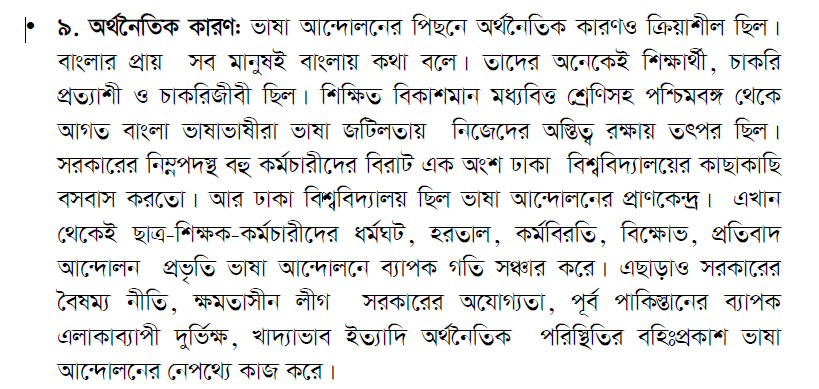 • ৯. অর্থনৈতিক কারণ: ভাষা আন্দোলনের পিছনে অর্থনৈতিক কারণও ক্রিয়াশীল ছিল।
বাংলার প্রায় সব মানুষই বাংলায় কথা বলে। তাদের অনেকেই শিক্ষার্থী, চাকরি
প্রত্যাশী ও চাকরিজীবী ছিল। শিক্ষিত বিকাশমান মধ্যবিত্ত শ্রেণিসহ পশ্চিমবঙ্গ থেকে
আগত বাংলা ভাষাভাষীরা ভাষা জটিলতায় নিজেদের অস্তিত্ব রক্ষায় তৎপর ছিল।
সরকারের নিম্নপদস্থ বহু কর্মচারীদের বিরাট এক অংশ ঢাকা বিশ্ববিদ্যালয়ের কাছাকাছি
বসবাস করতো। আর ঢাকা বিশ্ববিদ্যালয় ছিল ভাষা আন্দোলনের প্রাণকেন্দ্র। এখান
থেকেই ছাত্র-শিক্ষক-কর্মচারীদের ধর্মঘট, হরতাল, কর্মবিরতি, বিক্ষোভ, প্রতিবাদ
আন্দোলন প্রভৃতি ভাষা আন্দোলনে ব্যাপক গতি সঞ্চার করে। এছাড়াও সরকারের
বৈষম্য নীতি, ক্ষমতাসীন লীগ সরকারের অযোগ্যতা, পূর্ব পাকিস্তানের ব্যাপক
এলাকাব্যাপী দুর্ভিক্ষ, খাদ্যাভাব ইত্যাদি অর্থনৈতিক পরিস্থিতির বহিঃপ্রকাশ ভাষা
আন্দোলনের নেপথ্যে কাজ করে।